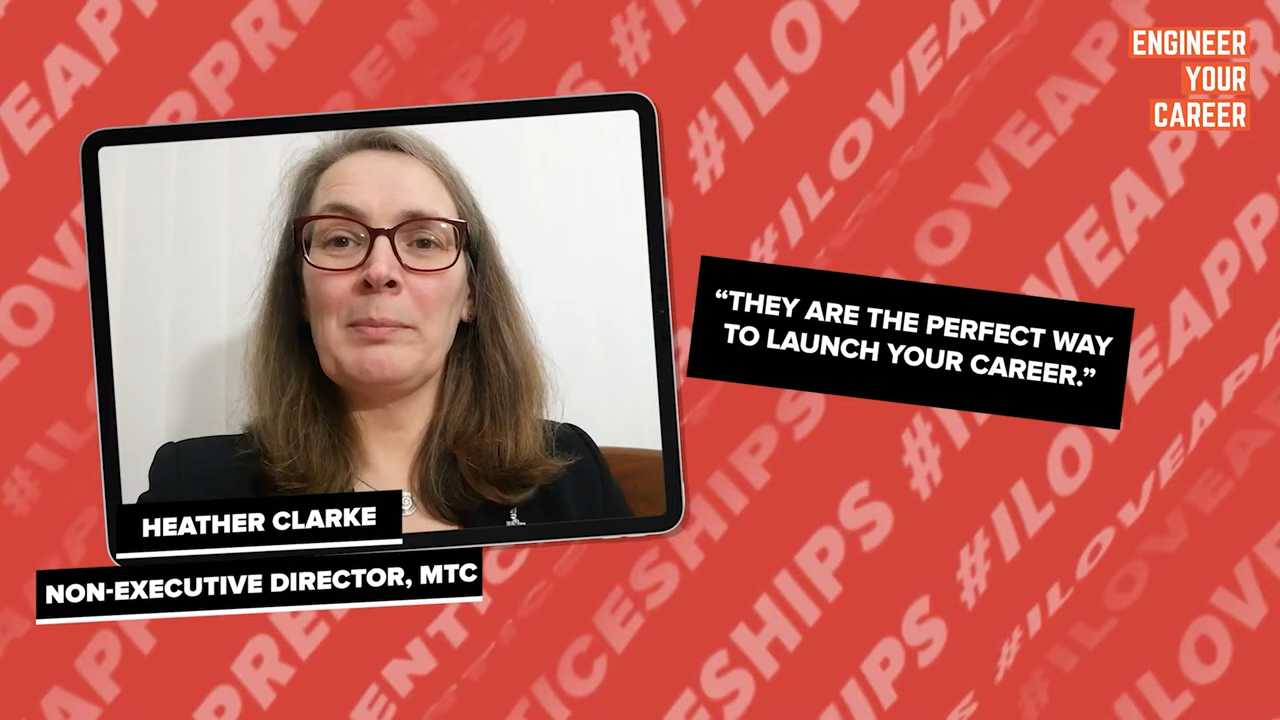 ENGINEER
YOUR
CAREER
“THEY ARE THE PERFECT WAY
TO LAUNCH YOUR CAREER.”
HEATHER CLARKE
NON-EXECUTIVE DIRECTOR, MTC
#ILOVEAPPRENTICESHIPS